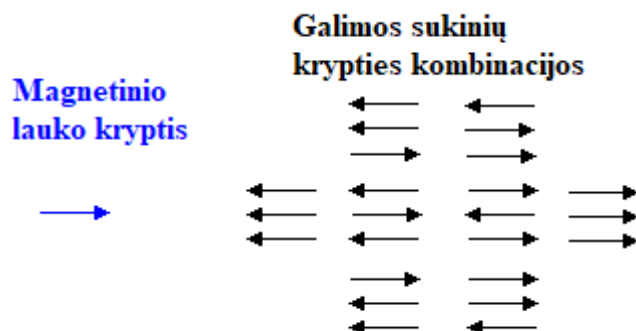 Galimos sukinių
krypties kombinacijos
Magnetinio
lauko kryptis